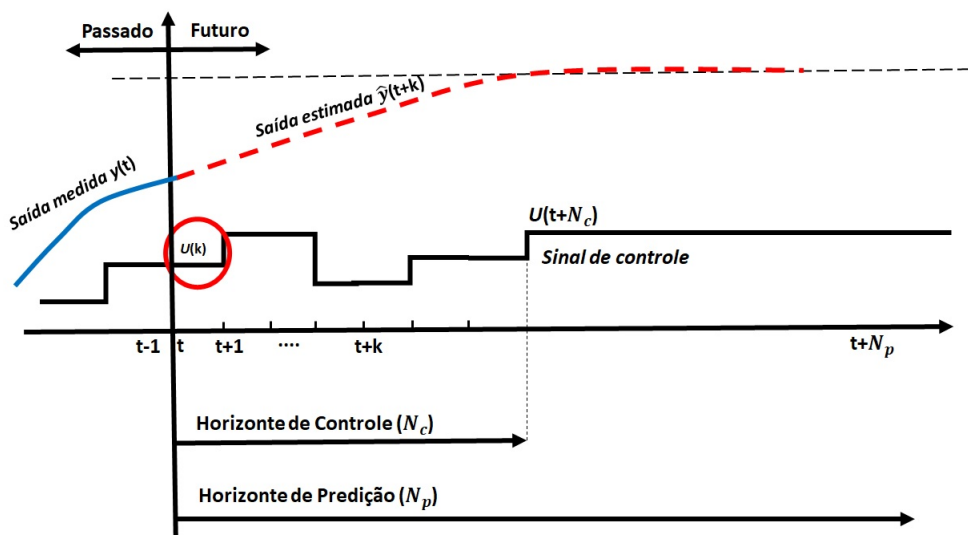 Passado Futuro
Saída estimada ŷ(t+k)
Saída medida y(t)
U(k)
U(t+N_c)
Sinal de controle
t-1 t t+1 .... t+k t+N_p
Horizonte de Controle (N_c)
Horizonte de Predição (N_p)